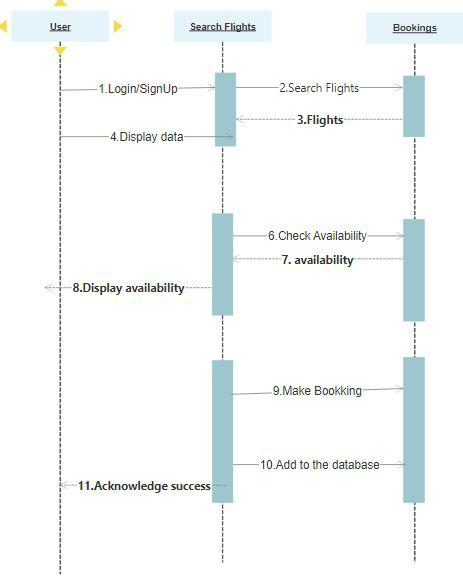 User
Search Flights
Bookings
1.Login/SignUp
2.Search Flights
3.Flights
4.Display data
6.Check Availability
7. availability
8.Display availability
9.Make Bookking
10.Add to the database
11.Acknowledge success